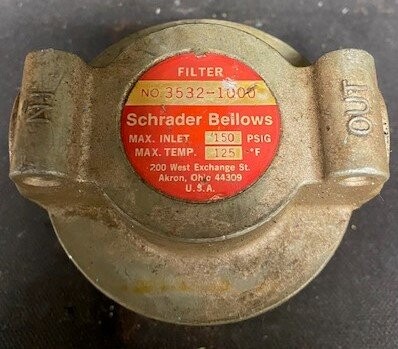 FILTER
NO. 3532-1000
Schrader Bellows
MAX. INLET 150 PSIG
MAX. TEMP. 125 °F
200 West Exchange St.
Akron, Ohio 44309
U.S.A.
IN
OUT